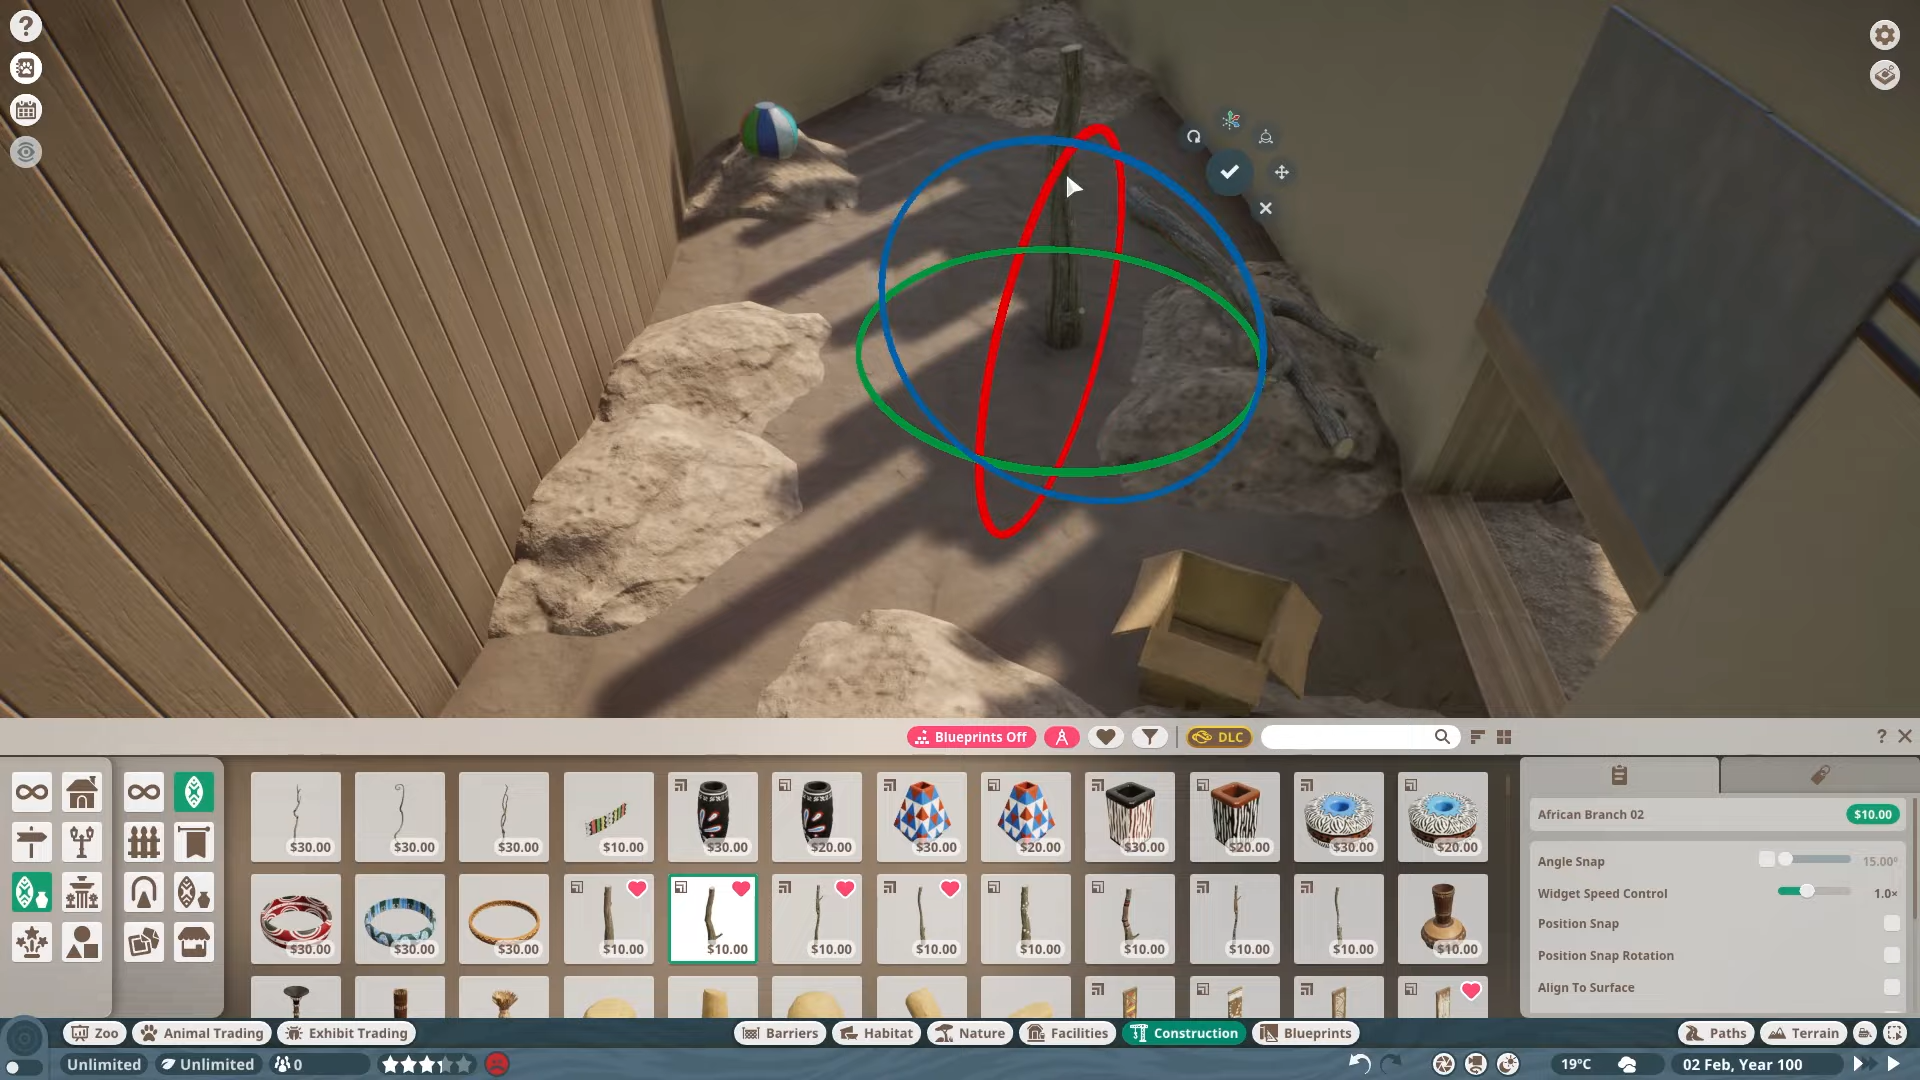 Blueprints Off
DLC
$30.00 $30.00 $30.00 $10.00 $30.00 $20.00 $30.00 $20.00 $30.00 $20.00 $30.00 $20.00
$30.00 $30.00 $30.00 $10.00 $10.00 $10.00 $10.00 $10.00 $10.00 $10.00 $10.00 $10.00
African Branch 02 $10.00
Angle Snap 15.00°
Widget Speed Control 1.0×
Position Snap
Position Snap Rotation
Align To Surface
Zoo Animal Trading Exhibit Trading Barriers Habitat Nature Facilities Construction Blueprints Paths Terrain
Unlimited Unlimited 0 19°C 02 Feb, Year 100